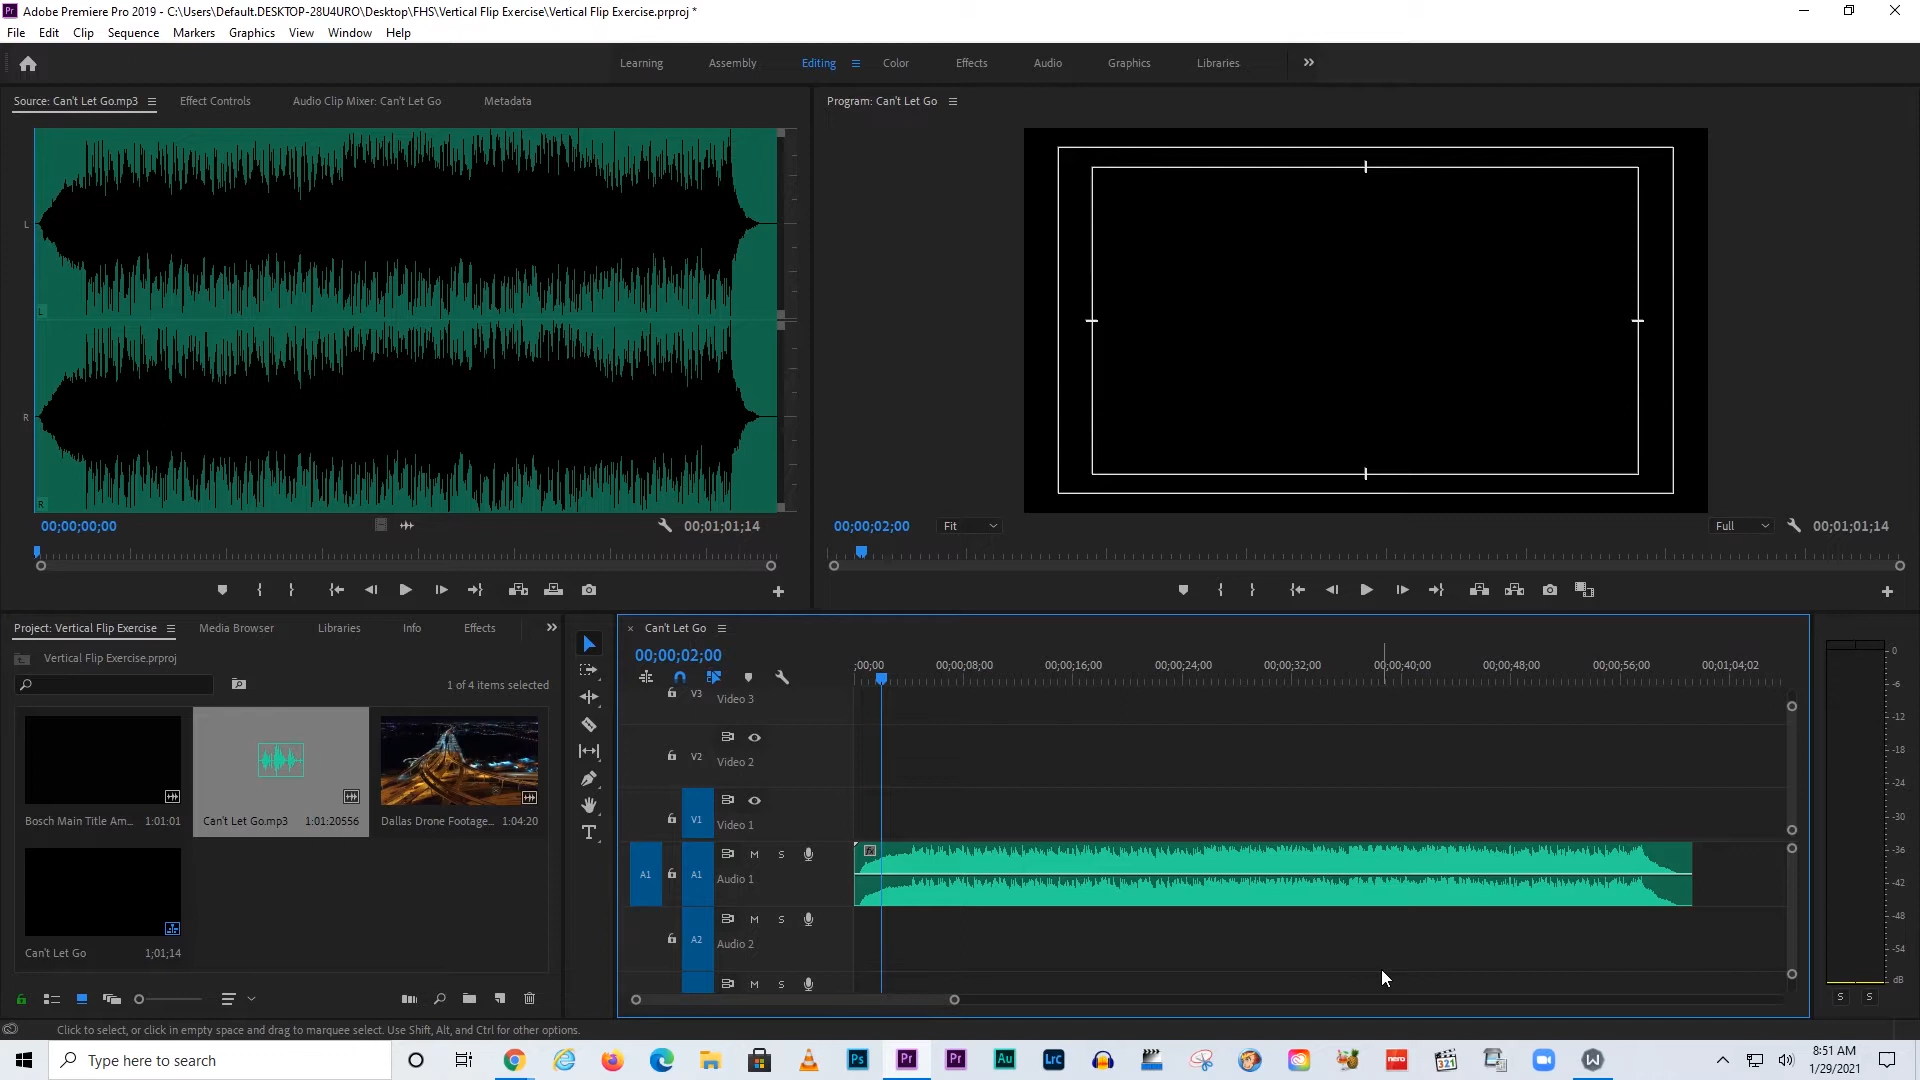 Adobe Premiere Pro 2019 - C:\Users\Default.DESKTOP-28U4URO\Desktop\FHS\Vertical Flip Exercise\Vertical Flip Exercise.prproj *
File Edit Clip Sequence Markers Graphics View Window Help
Learning Assembly Editing Color Effects Audio Graphics Libraries
Source: Can't Let Go.mp3 Effect Controls Audio Clip Mixer: Can't Let Go Metadata
Program: Can't Let Go
L
L
R
R
00;00;00;00 00;01;01;14
00;00;02;00 Fit Full 00;01;01;14
Project: Vertical Flip Exercise Media Browser Libraries Info Effects
Vertical Flip Exercise.prproj
1 of 4 items selected
Bosch Main Title Am... 1:01:01
Can't Let Go.mp3 1:01:20556
Dallas Drone Footage... 1:04:20
Can't Let Go 1;01;14
× Can't Let Go
00;00;02;00
;00;00 00;00;08;00 00;00;16;00 00;00;24;00 00;00;32;00 00;00;40;00 00;00;48;00 00;00;56;00 00;01;04;02
V3 Video 3
V2 Video 2
V1 Video 1
M S
A1 A1 Audio 1
M S
A2 Audio 2
M S
fx
T
0
-6
-12
-18
-24
-30
-36
-42
-48
-54
dB
S S
Click to select, or click in empty space and drag to marquee select. Use Shift, Alt, and Ctrl for other options.
Type here to search
Ps Pr Pr Au Lrc nero 321 W
8:51 AM
1/29/2021